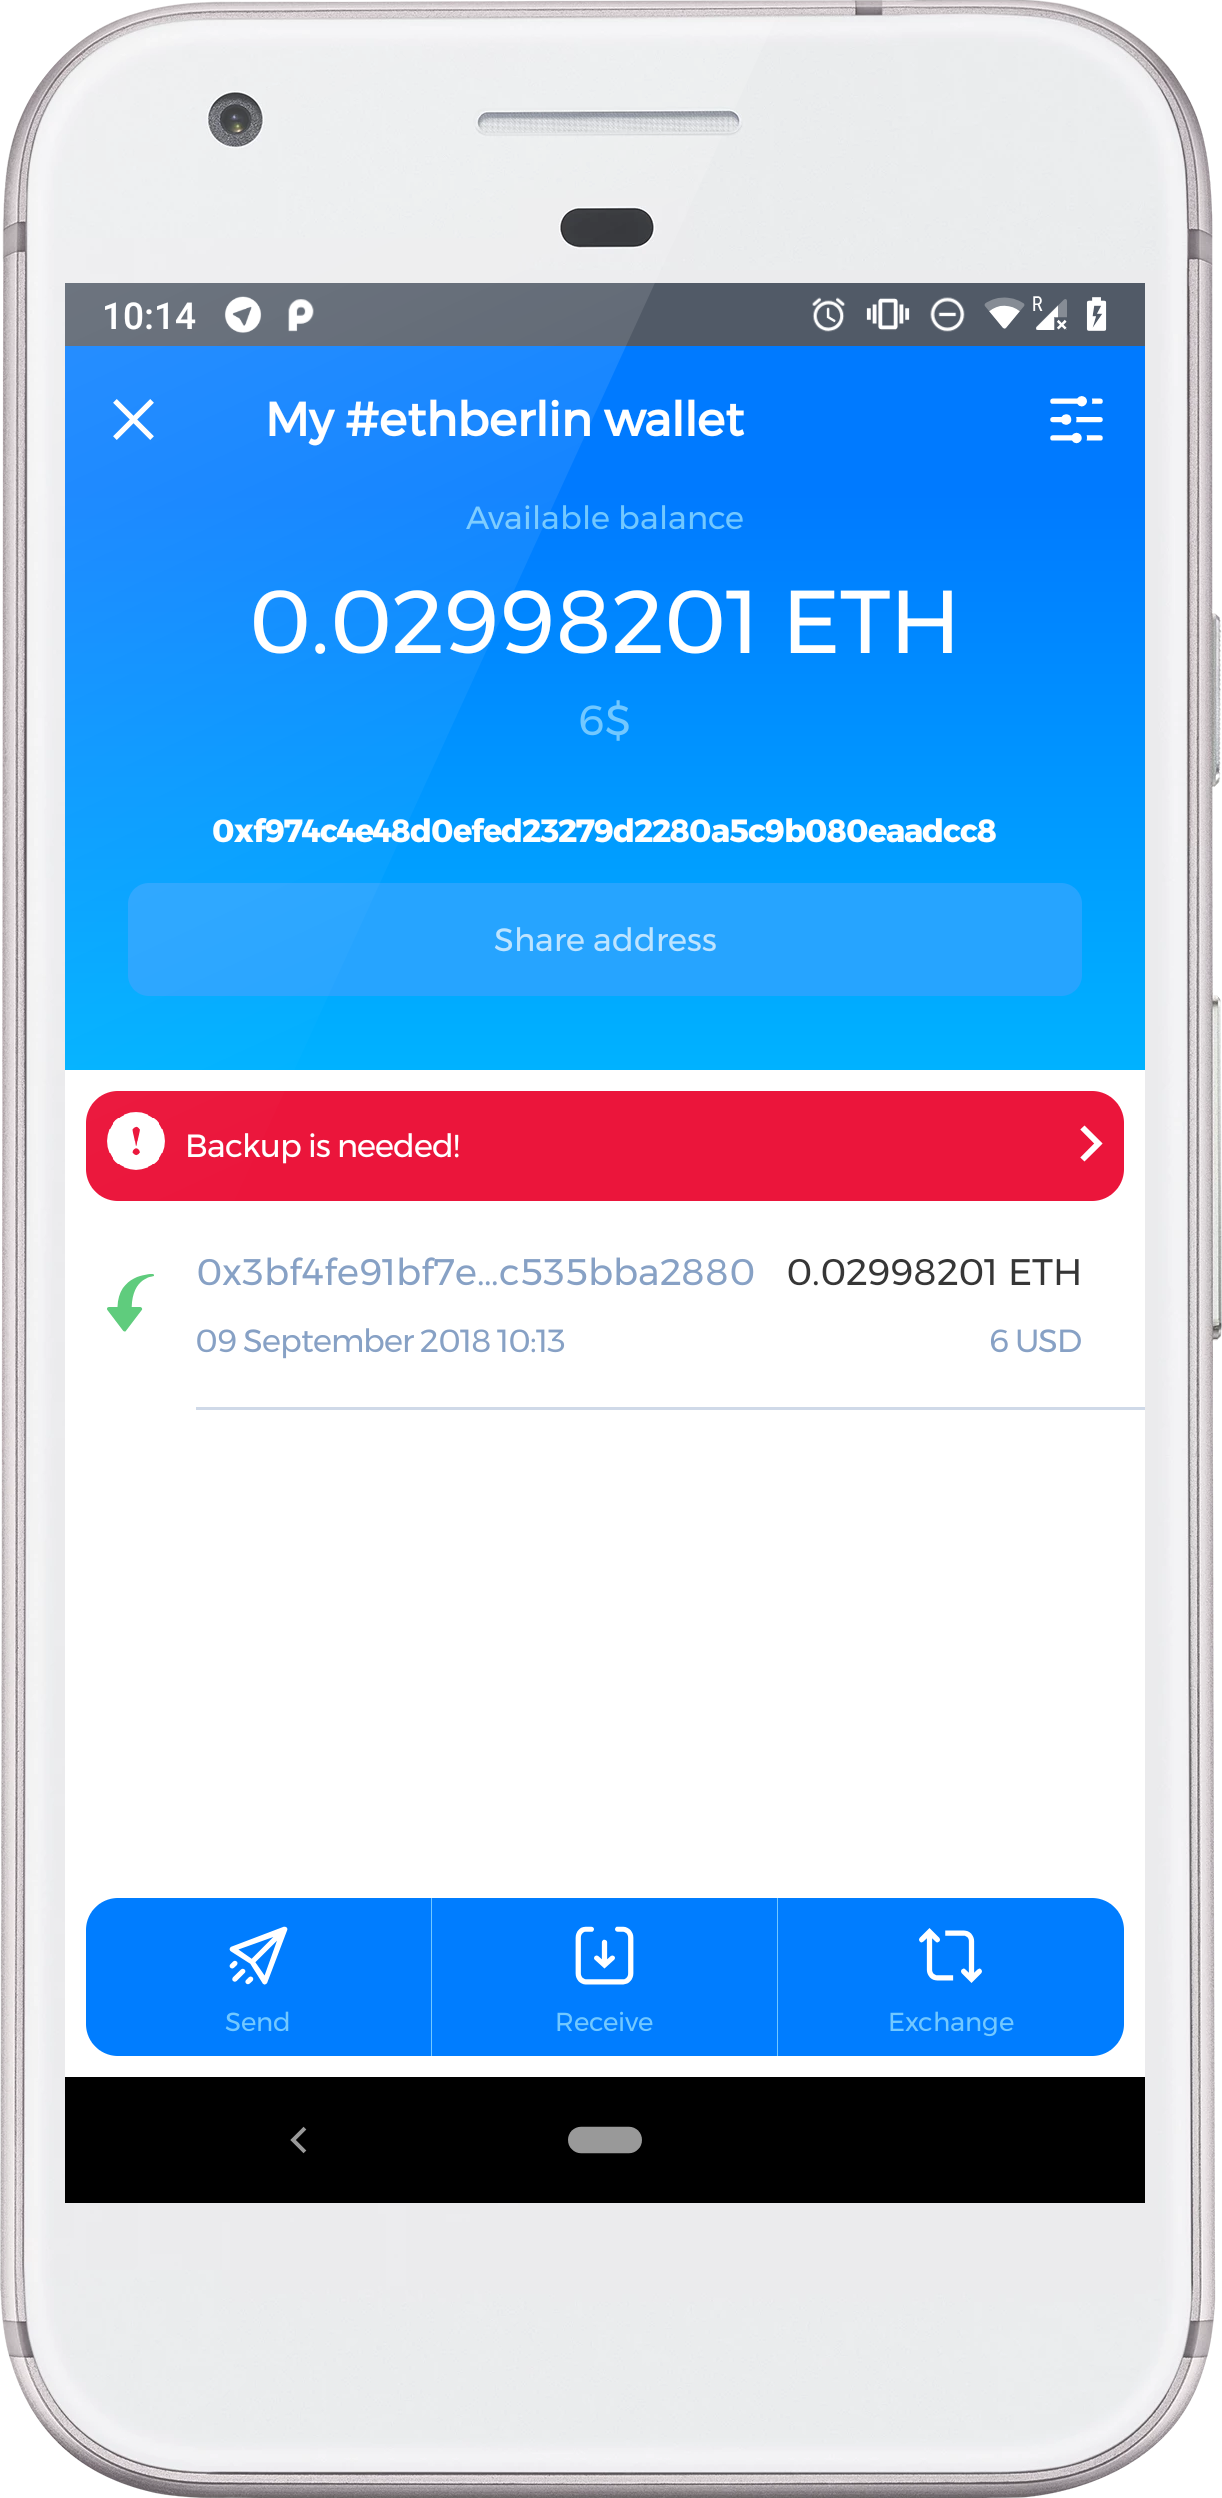 10:14
R
My #ethberlin wallet
Available balance
0.02998201 ETH
6$
0xf974c4e48d0efed23279d2280a5c9b080eaadcc8
Share address
Backup is needed!
0x3bf4fe91bf7e...c535bba2880 0.02998201 ETH
09 September 2018 10:13 6 USD
Send Receive Exchange